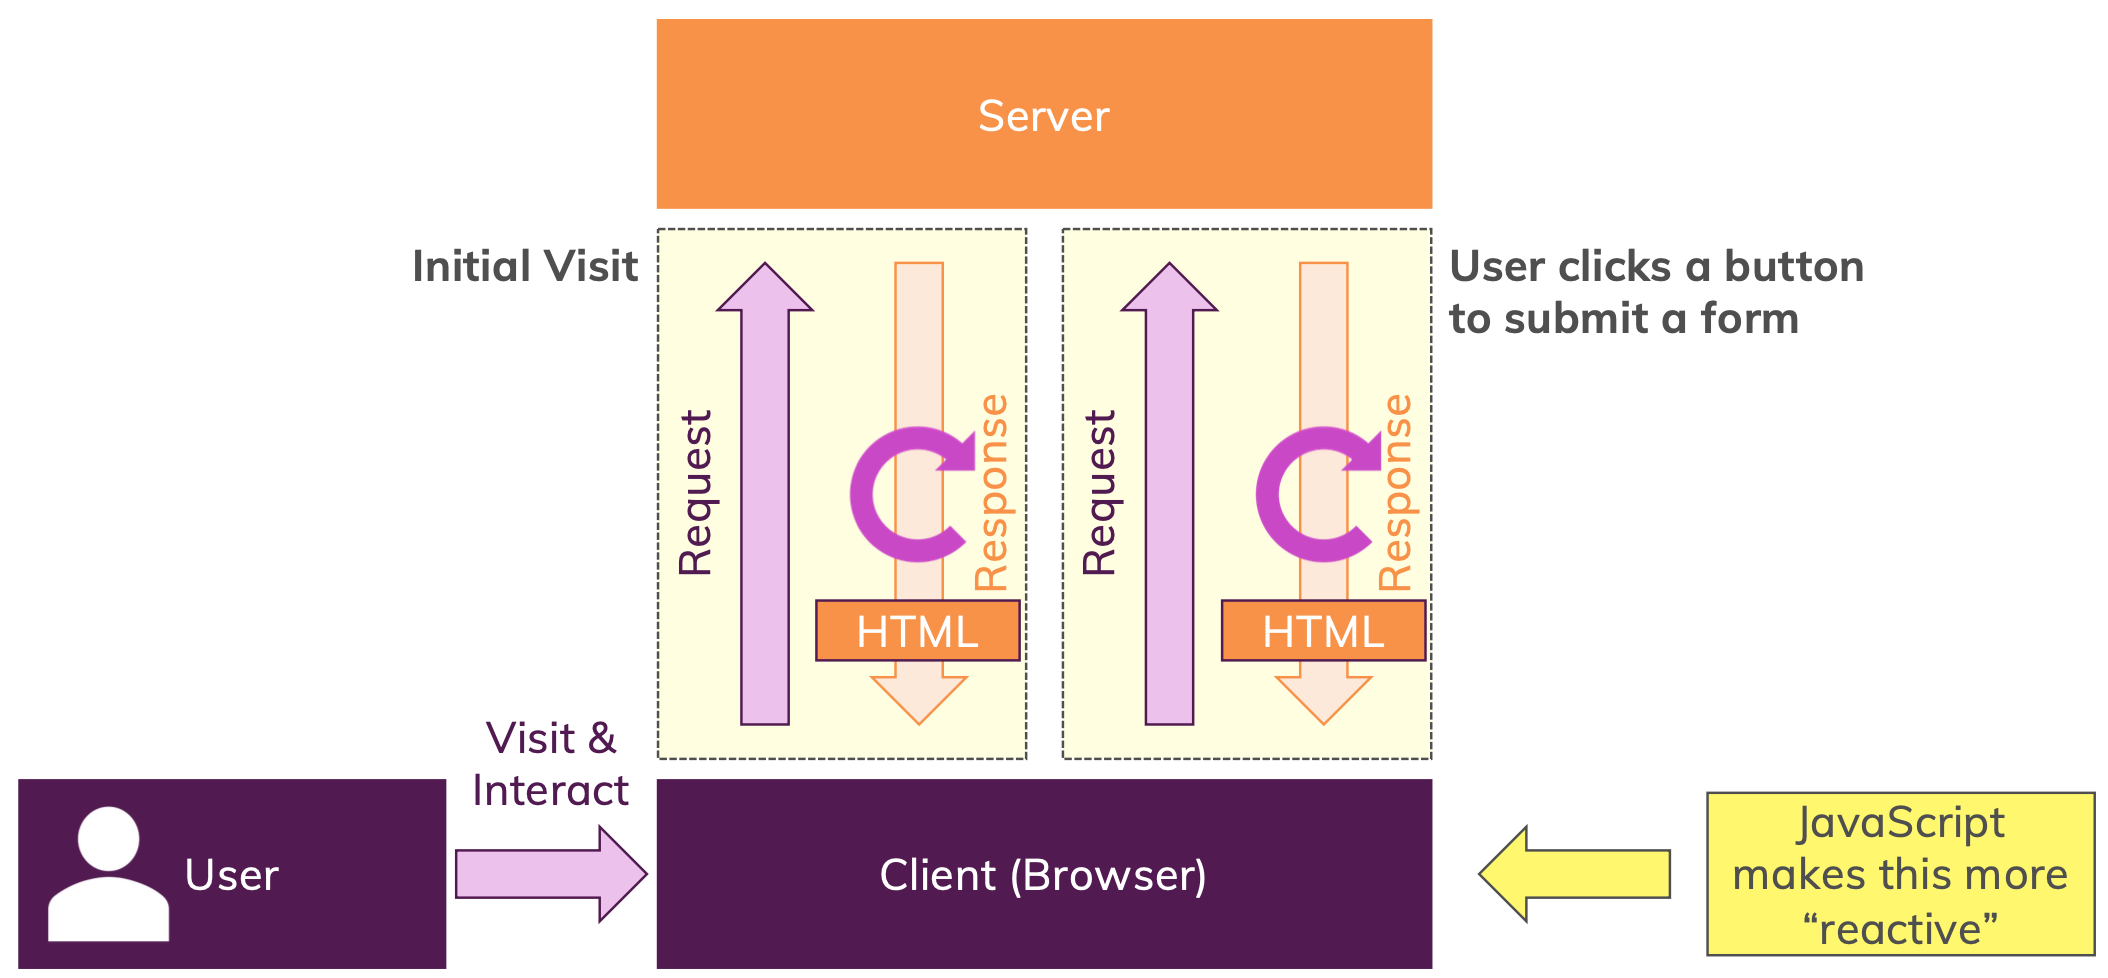 Server
Initial Visit
User clicks a button
to submit a form
Request
Response
HTML
Request
Response
HTML
Visit &
Interact
User
Client (Browser)
JavaScript
makes this more
“reactive”